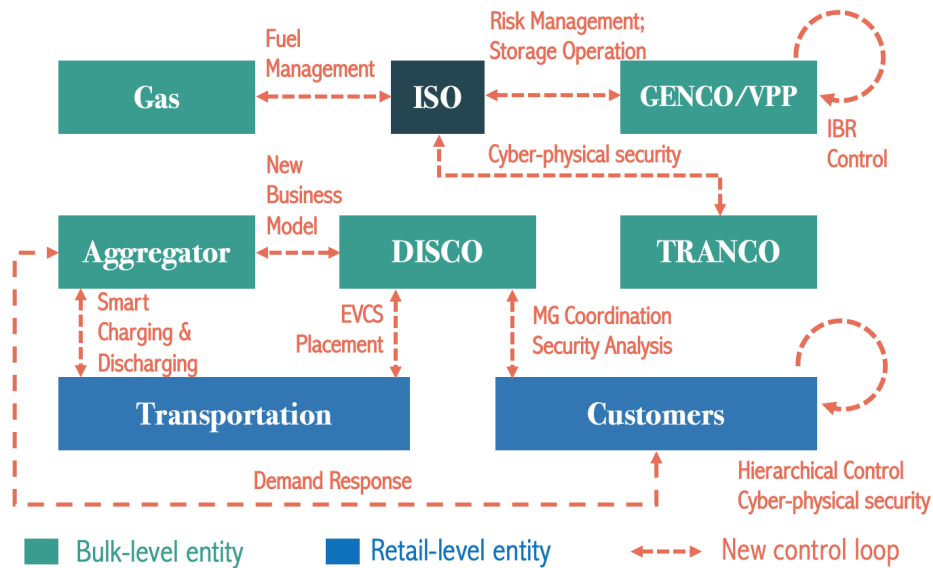 Fuel
Management
Risk Management;
Storage Operation
Gas
ISO
GENCO/VPP
IBR
Control
Cyber-physical security
New
Business
Model
Aggregator
DISCO
TRANCO
Smart
Charging &
Discharging
EVCS
Placement
MG Coordination
Security Analysis
Transportation
Customers
Demand Response
Hierarchical Control
Cyber-physical security
Bulk-level entity
Retail-level entity
New control loop